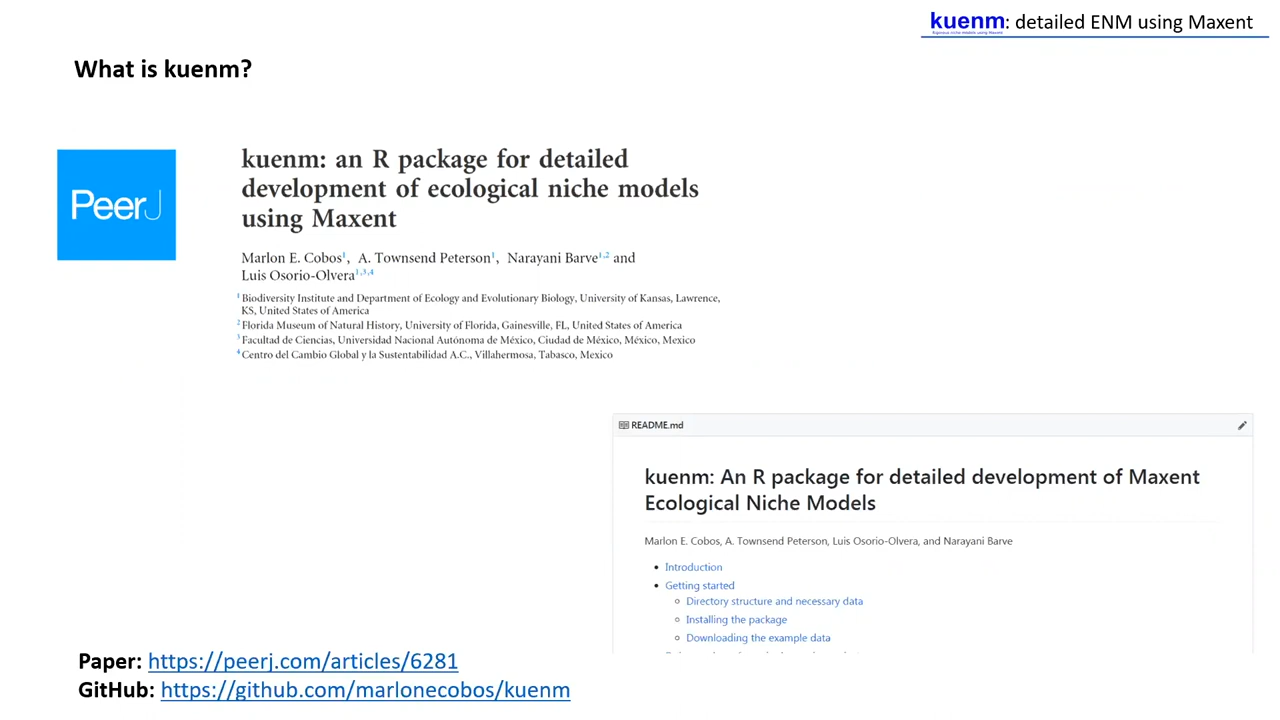 kuenm: detailed ENM using Maxent
What is kuenm?
PeerJ
kuenm: an R package for detailed
development of ecological niche models
using Maxent
Marlon E. Cobos1, A. Townsend Peterson1, Narayani Barve1,2 and
Luis Osorio-Olvera1,3,4
1 Biodiversity Institute and Department of Ecology and Evolutionary Biology, University of Kansas, Lawrence,
KS, United States of America
2 Florida Museum of Natural History, University of Florida, Gainesville, FL, United States of America
3 Facultad de Ciencias, Universidad Nacional Autónoma de México, Ciudad de México, México, Mexico
4 Centro del Cambio Global y la Sustentabilidad A.C., Villahermosa, Tabasco, Mexico
README.md
kuenm: An R package for detailed development of Maxent
Ecological Niche Models
Marlon E. Cobos, A. Townsend Peterson, Luis Osorio-Olvera, and Narayani Barve
Introduction
Getting started
Directory structure and necessary data
Installing the package
Downloading the example data
Paper: https://peerj.com/articles/6281
GitHub: https://github.com/marlonecobos/kuenm